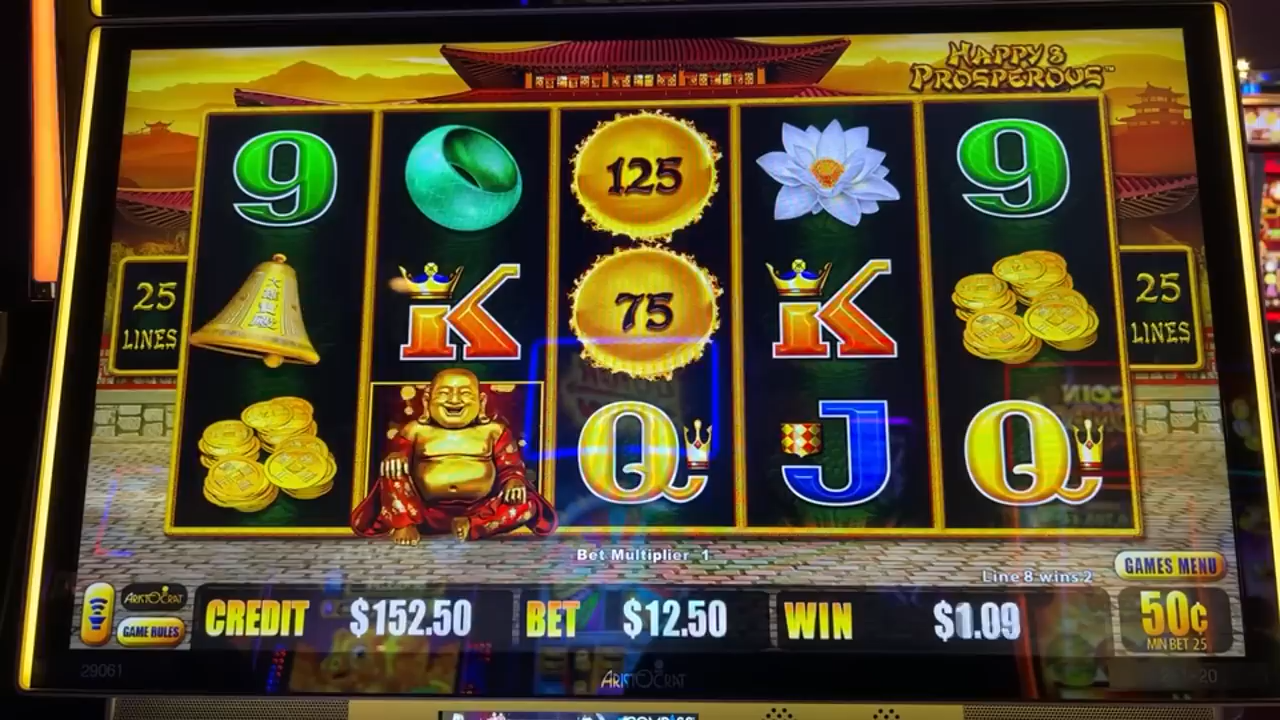 HAPPY &
PROSPEROUS™
9
125
9
25
LINES
K
75
K
25
LINES
Q
J
Q
Bet Multiplier 1
Line 8 wins 2
GAMES MENU
ARISTOCRAT
GAME RULES
CREDIT $152.50 BET $12.50 WIN $1.09
50¢
MIN BET 25
29061
ARISTOCRAT